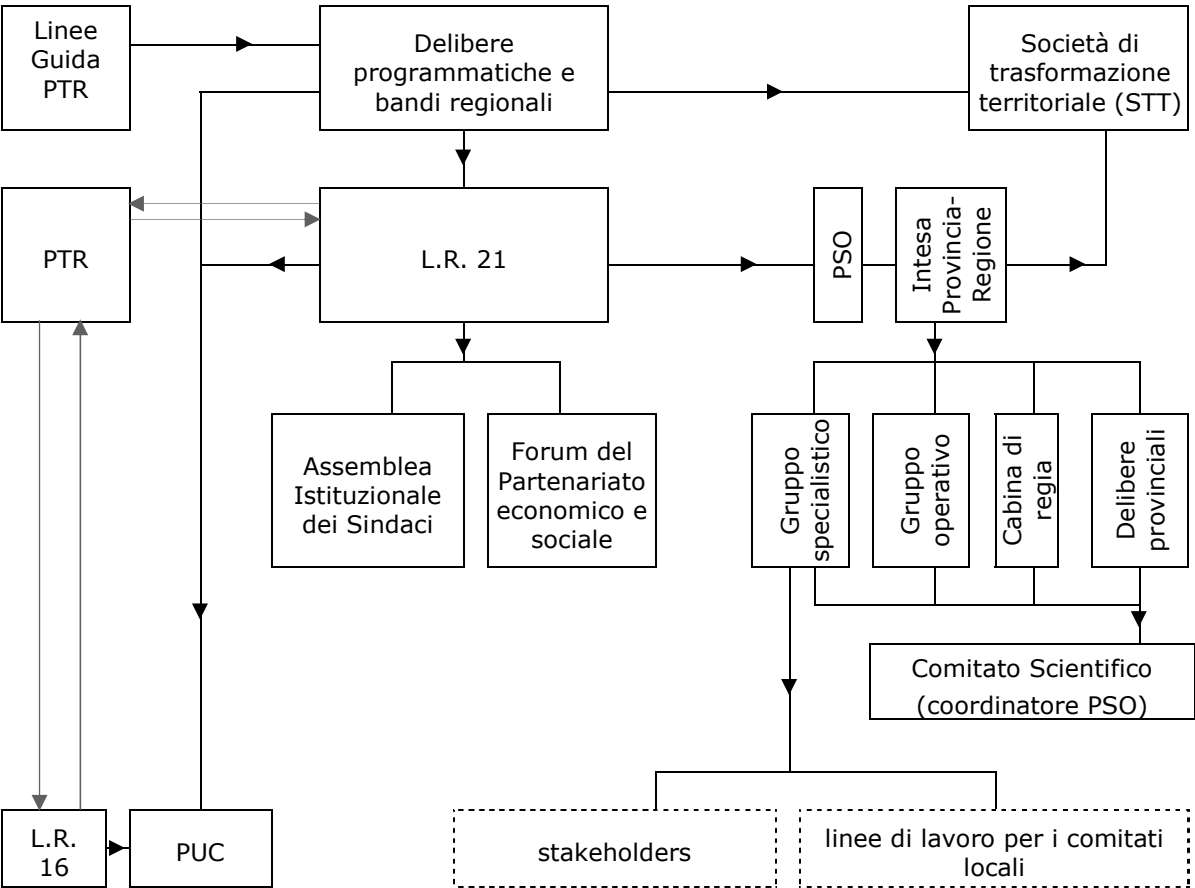 Linee
Guida
PTR
Delibere
programmatiche e
bandi regionali
Società di
trasformazione
territoriale (STT)
PTR
L.R. 21
PSO
Intesa
Provincia-
Regione
Assemblea
Istituzionale
dei Sindaci
Forum del
Partenariato
economico e
sociale
Gruppo
specialistico
Gruppo
operativo
Cabina di
regia
Delibere
provinciali
Comitato Scientifico
(coordinatore PSO)
L.R.
16
PUC
stakeholders
linee di lavoro per i comitati
locali